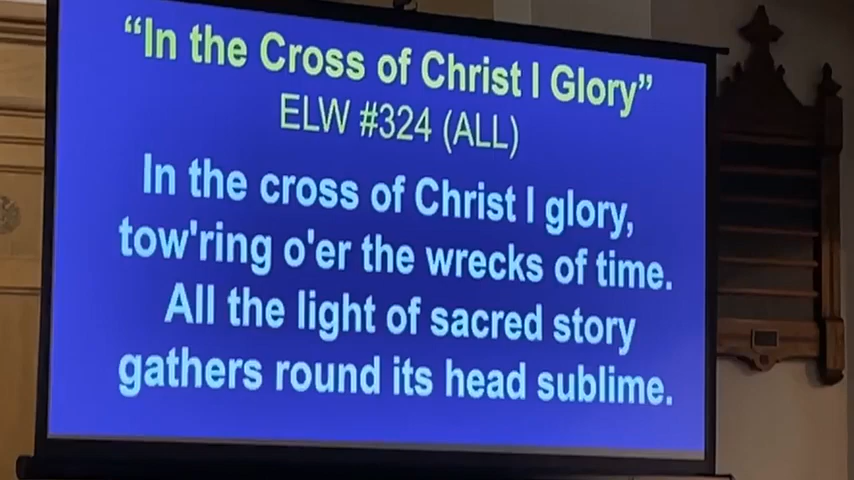 “In the Cross of Christ I Glory”
ELW #324 (ALL)
In the cross of Christ I glory,
tow'ring o'er the wrecks of time.
All the light of sacred story
gathers round its head sublime.